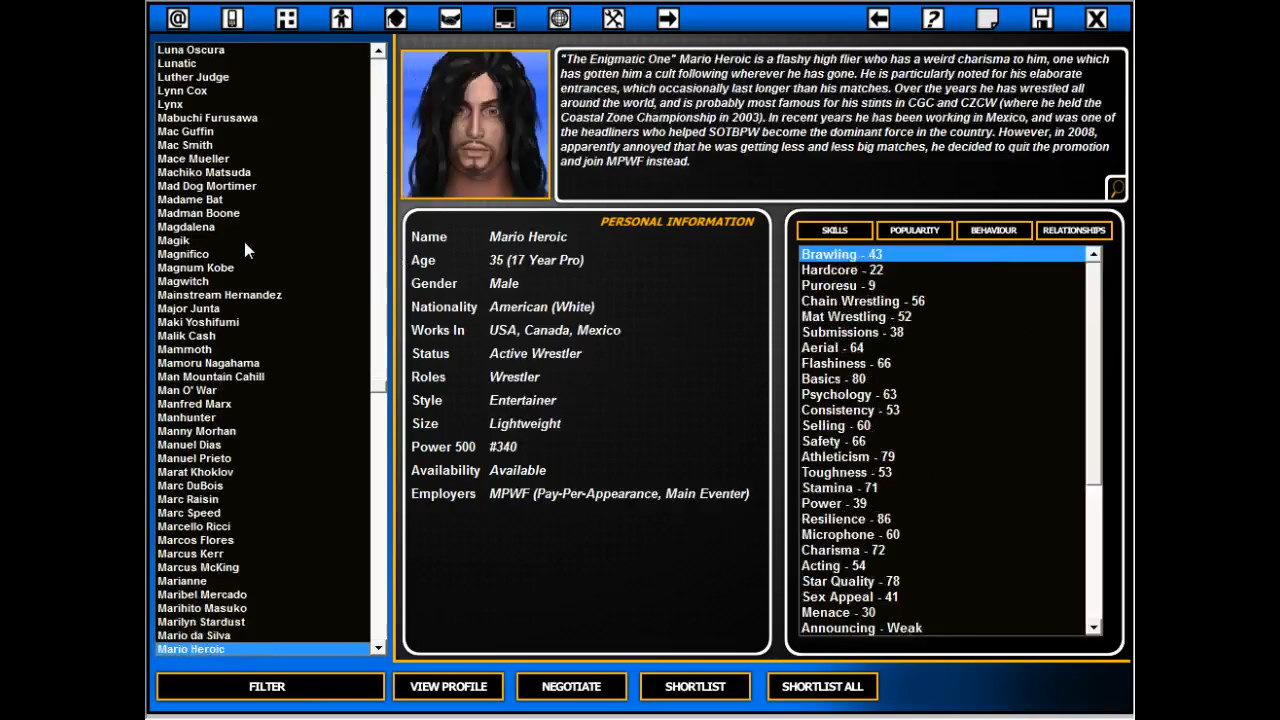 Luna Oscura
Lunatic
Luther Judge
Lynn Cox
Lynx
Mabuchi Furusawa
Mac Guffin
Mac Smith
Mace Mueller
Machiko Matsuda
Mad Dog Mortimer
Madame Bat
Madman Boone
Magdalena
Magik
Magnifico
Magnum Kobe
Magwitch
Mainstream Hernandez
Major Junta
Maki Yoshifumi
Malik Cash
Mammoth
Mamoru Nagahama
Man Mountain Cahill
Man O' War
Manfred Marx
Manhunter
Manny Morhan
Manuel Dias
Manuel Prieto
Marat Khoklov
Marc DuBois
Marc Raisin
Marc Speed
Marcello Ricci
Marcos Flores
Marcus Kerr
Marcus McKing
Marianne
Maribel Mercado
Marihito Masuko
Marilyn Stardust
Mario da Silva
Mario Heroic
"The Enigmatic One" Mario Heroic is a flashy high flier who has a weird charisma to him, one which
has gotten him a cult following wherever he has gone. He is particularly noted for his elaborate
entrances, which occasionally last longer than his matches. Over the years he has wrestled all
around the world, and is probably most famous for his stints in CGC and CZCW (where he held the
Coastal Zone Championship in 2003). In recent years he has been working in Mexico, and was one of
the headliners who helped SOTBPW become the dominant force in the country. However, in 2008,
apparently annoyed that he was getting less and less big matches, he decided to quit the promotion
and join MPWF instead.
PERSONAL INFORMATION
Name Mario Heroic
Age 35 (17 Year Pro)
Gender Male
Nationality American (White)
Works In USA, Canada, Mexico
Status Active Wrestler
Roles Wrestler
Style Entertainer
Size Lightweight
Power 500 #340
Availability Available
Employers MPWF (Pay-Per-Appearance, Main Eventer)
SKILLS POPULARITY BEHAVIOUR RELATIONSHIPS
Brawling - 43
Hardcore - 22
Puroresu - 9
Chain Wrestling - 56
Mat Wrestling - 52
Submissions - 38
Aerial - 64
Flashiness - 66
Basics - 80
Psychology - 63
Consistency - 53
Selling - 60
Safety - 66
Athleticism - 79
Toughness - 53
Stamina - 71
Power - 39
Resilience - 86
Microphone - 60
Charisma - 72
Acting - 54
Star Quality - 78
Sex Appeal - 41
Menace - 30
Announcing - Weak
FILTER VIEW PROFILE NEGOTIATE SHORTLIST SHORTLIST ALL